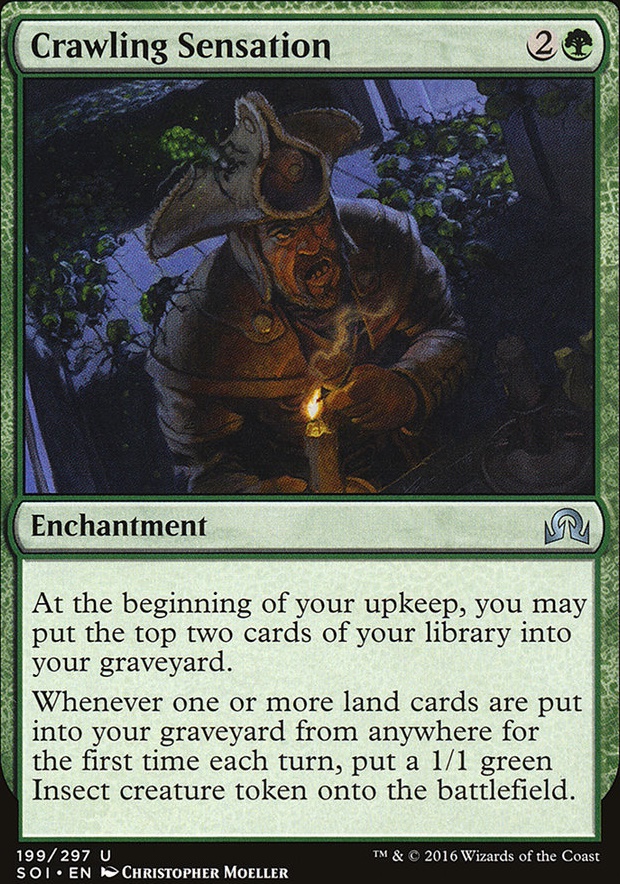 Crawling Sensation 2
Enchantment
At the beginning of your upkeep, you may
put the top two cards of your library into
your graveyard.
Whenever one or more land cards are put
into your graveyard from anywhere for
the first time each turn, put a 1/1 green
Insect creature token onto the battlefield.
199/297 U
™ & © 2016 Wizards of the Coast
SOI • EN Christopher Moeller